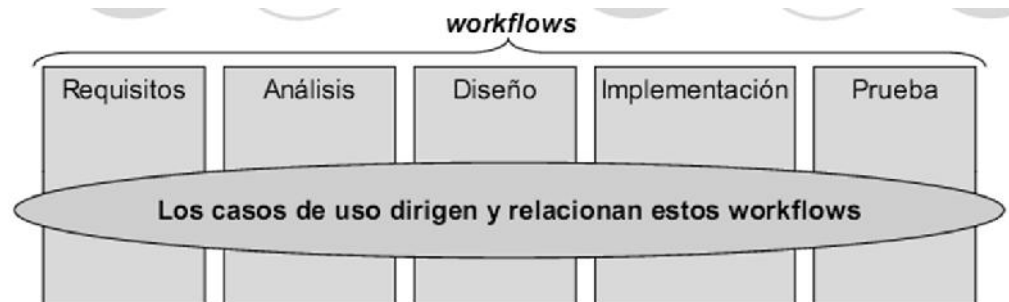 workflows
Requisitos Análisis Diseño Implementación Prueba
Los casos de uso dirigen y relacionan estos workflows